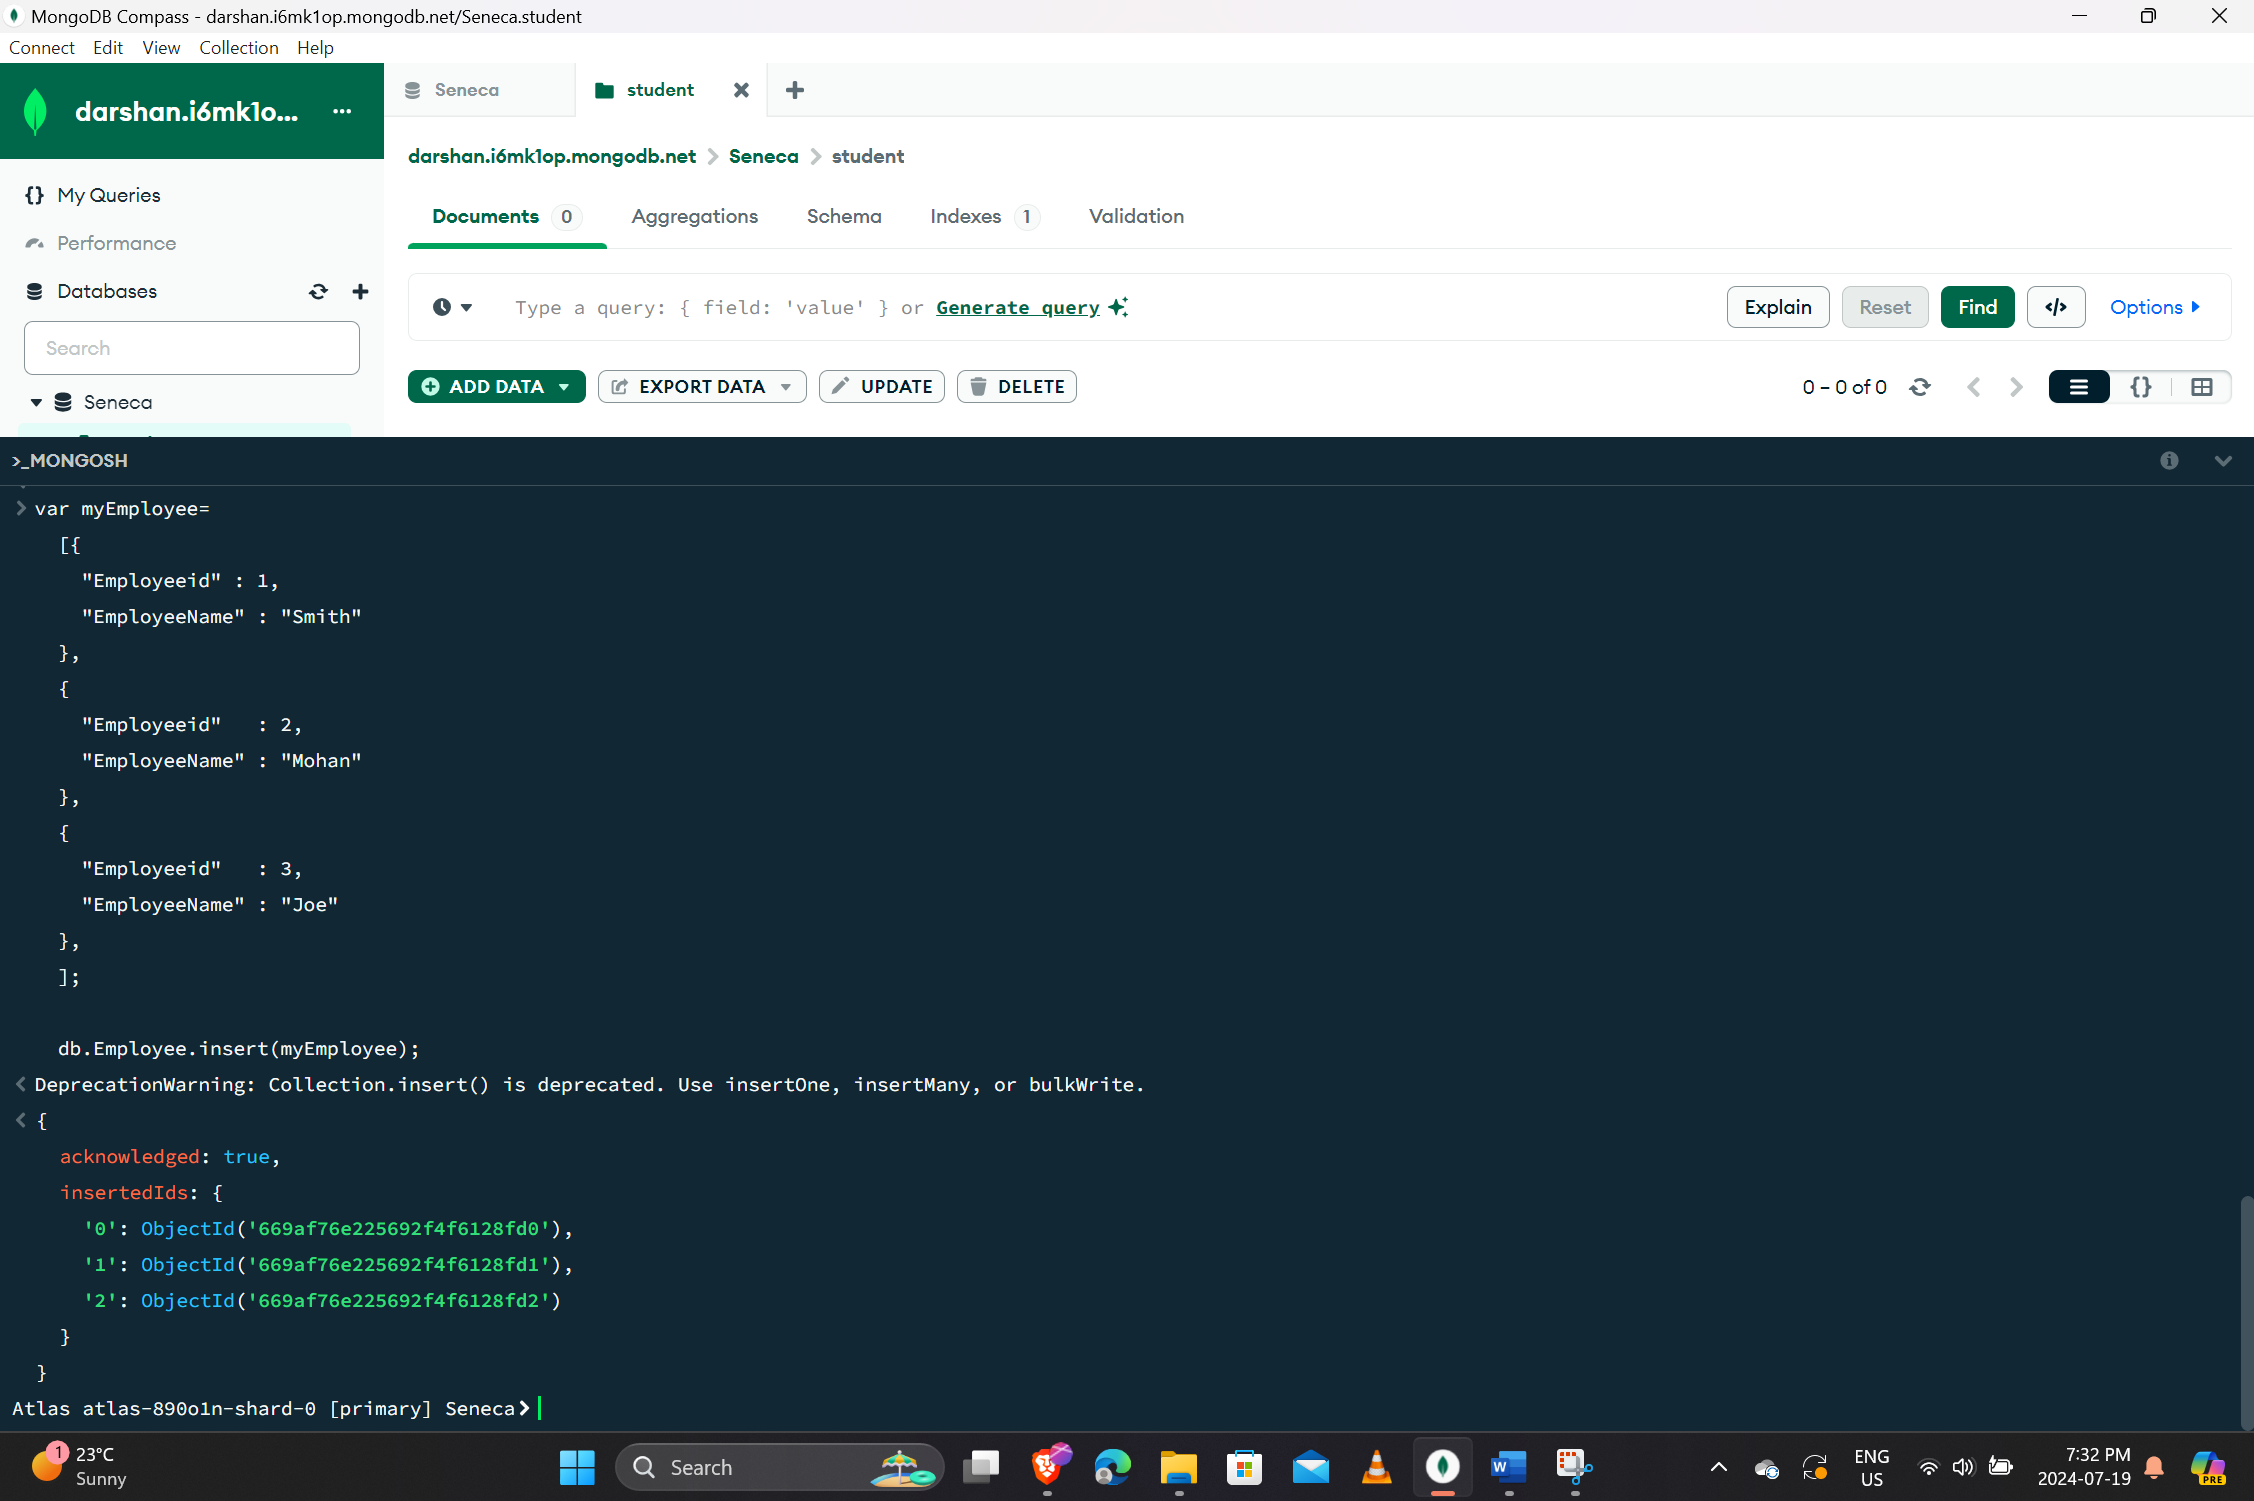 MongoDB Compass - darshan.i6mk1op.mongodb.net/Seneca.student
Connect Edit View Collection Help
darshan.i6mk1o... ...
Seneca
student
darshan.i6mk1op.mongodb.net > Seneca > student
{} My Queries
Performance
Databases
Search
Seneca
Documents 0 Aggregations Schema Indexes 1 Validation
Type a query: { field: 'value' } or Generate query
Explain Reset Find </> Options
ADD DATA EXPORT DATA UPDATE DELETE
0 – 0 of 0
{}
>_MONGOSH
> var myEmployee=
[{
"Employeeid" : 1,
"EmployeeName" : "Smith"
},
{
"Employeeid"   : 2,
"EmployeeName" : "Mohan"
},
{
"Employeeid"   : 3,
"EmployeeName" : "Joe"
},
];
db.Employee.insert(myEmployee);
< DeprecationWarning: Collection.insert() is deprecated. Use insertOne, insertMany, or bulkWrite.
< {
acknowledged: true,
insertedIds: {
'0': ObjectId('669af76e225692f4f6128fd0'),
'1': ObjectId('669af76e225692f4f6128fd1'),
'2': ObjectId('669af76e225692f4f6128fd2')
}
}
Atlas atlas-890o1n-shard-0 [primary] Seneca>
1
23°C
Sunny
Search
W
ENG
US
7:32 PM
2024-07-19
PRE